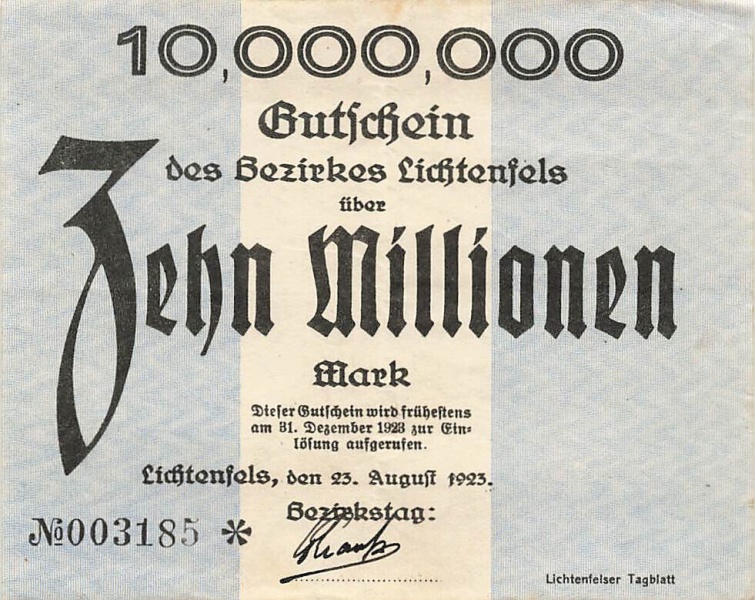 10,000,000
Gutschein
des Bezirkes Lichtenfels
über
Zehn Millionen
Mark
Dieser Gutschein wird frühestens
am 31. Dezember 1923 zur Ein-
lösung aufgerufen.
Lichtenfels, den 23. August 1923.
Bezirkstag:
№003185 *
Lichtenfelser Tagblatt